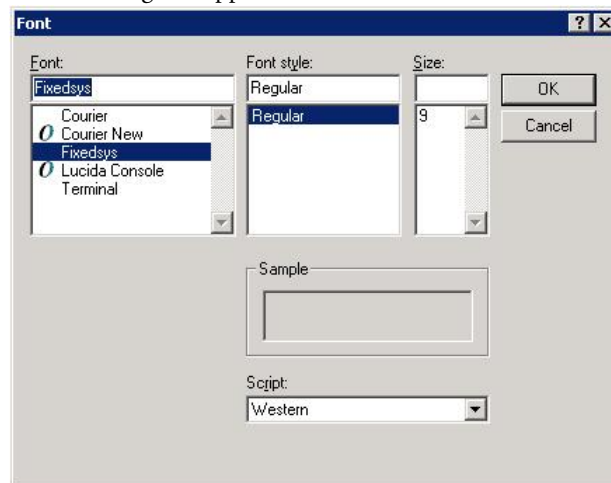 Font
Font: Font style: Size:
Fixedsys Regular
OK
Courier Regular 9
Cancel
O Courier New
Fixedsys
O Lucida Console
Terminal
Sample
Script:
Western